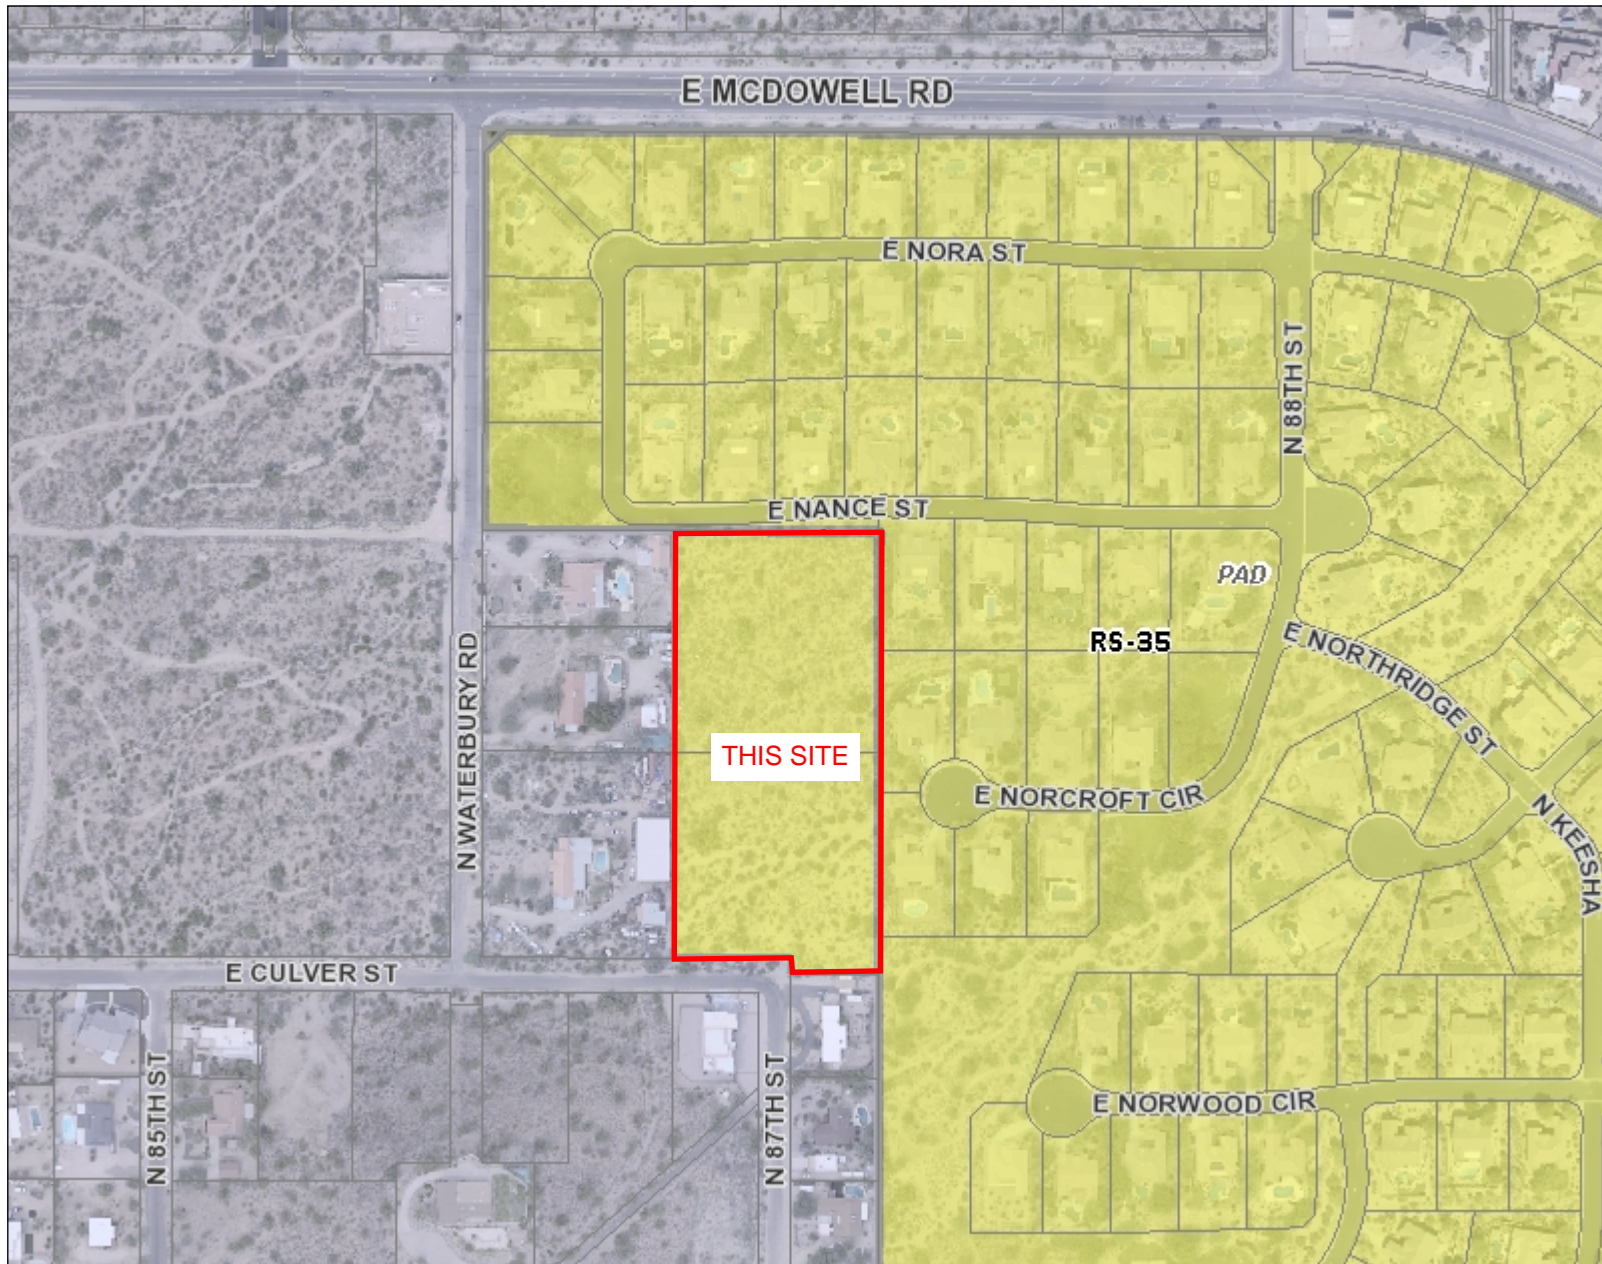 E MCDOWELL RD
E NORA ST
N 88TH ST
E NANCE ST
PAD
RS-35
E NORTHRIDGE ST
N WATERBURY RD
THIS SITE
E NORCROFT CIR
N KEESHA
E CULVER ST
N 85TH ST
N 87TH ST
E NORWOOD CIR